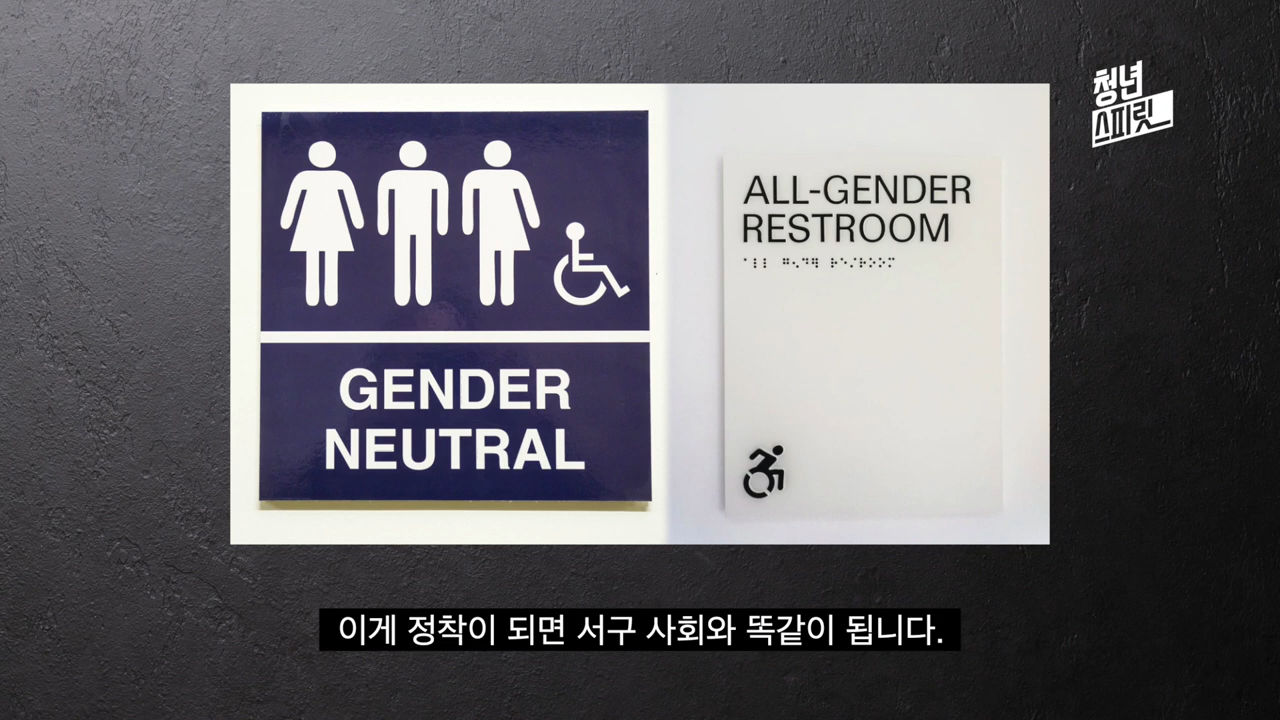 청년
스피릿
GENDER
NEUTRAL
ALL-GENDER
RESTROOM
이게 정착이 되면 서구 사회와 똑같이 됩니다.